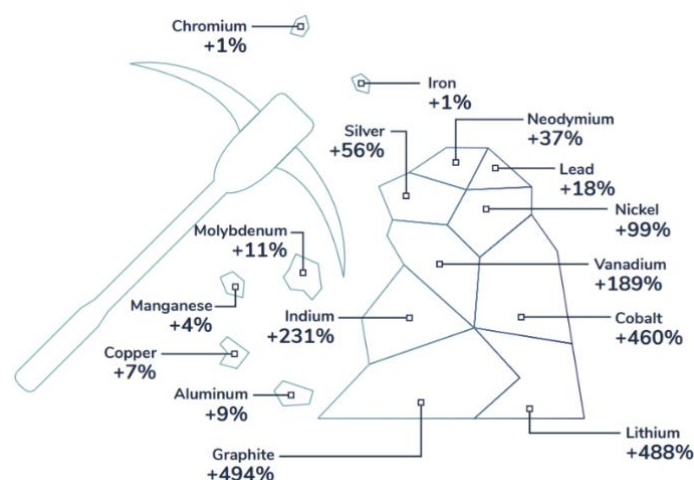 Chromium
+1%
Iron
+1%
Neodymium
+37%
Silver
+56%
Lead
+18%
Nickel
+99%
Molybdenum
+11%
Vanadium
+189%
Manganese
+4%
Indium
+231%
Cobalt
+460%
Copper
+7%
Aluminum
+9%
Lithium
+488%
Graphite
+494%